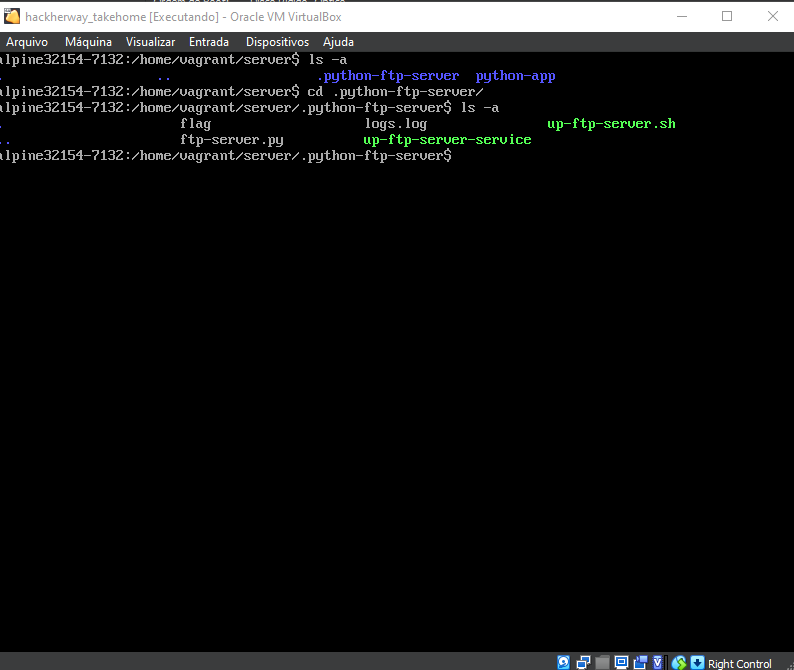 hackherway_takehome [Executando] - Oracle VM VirtualBox
Arquivo Máquina Visualizar Entrada Dispositivos Ajuda
alpine32154-7132:/home/vagrant/server$ ls -a
. .. .python-ftp-server python-app
alpine32154-7132:/home/vagrant/server$ cd .python-ftp-server/
alpine32154-7132:/home/vagrant/server/.python-ftp-server$ ls -a
. flag logs.log up-ftp-server.sh
.. ftp-server.py up-ftp-server-service
alpine32154-7132:/home/vagrant/server/.python-ftp-server$
Right Control